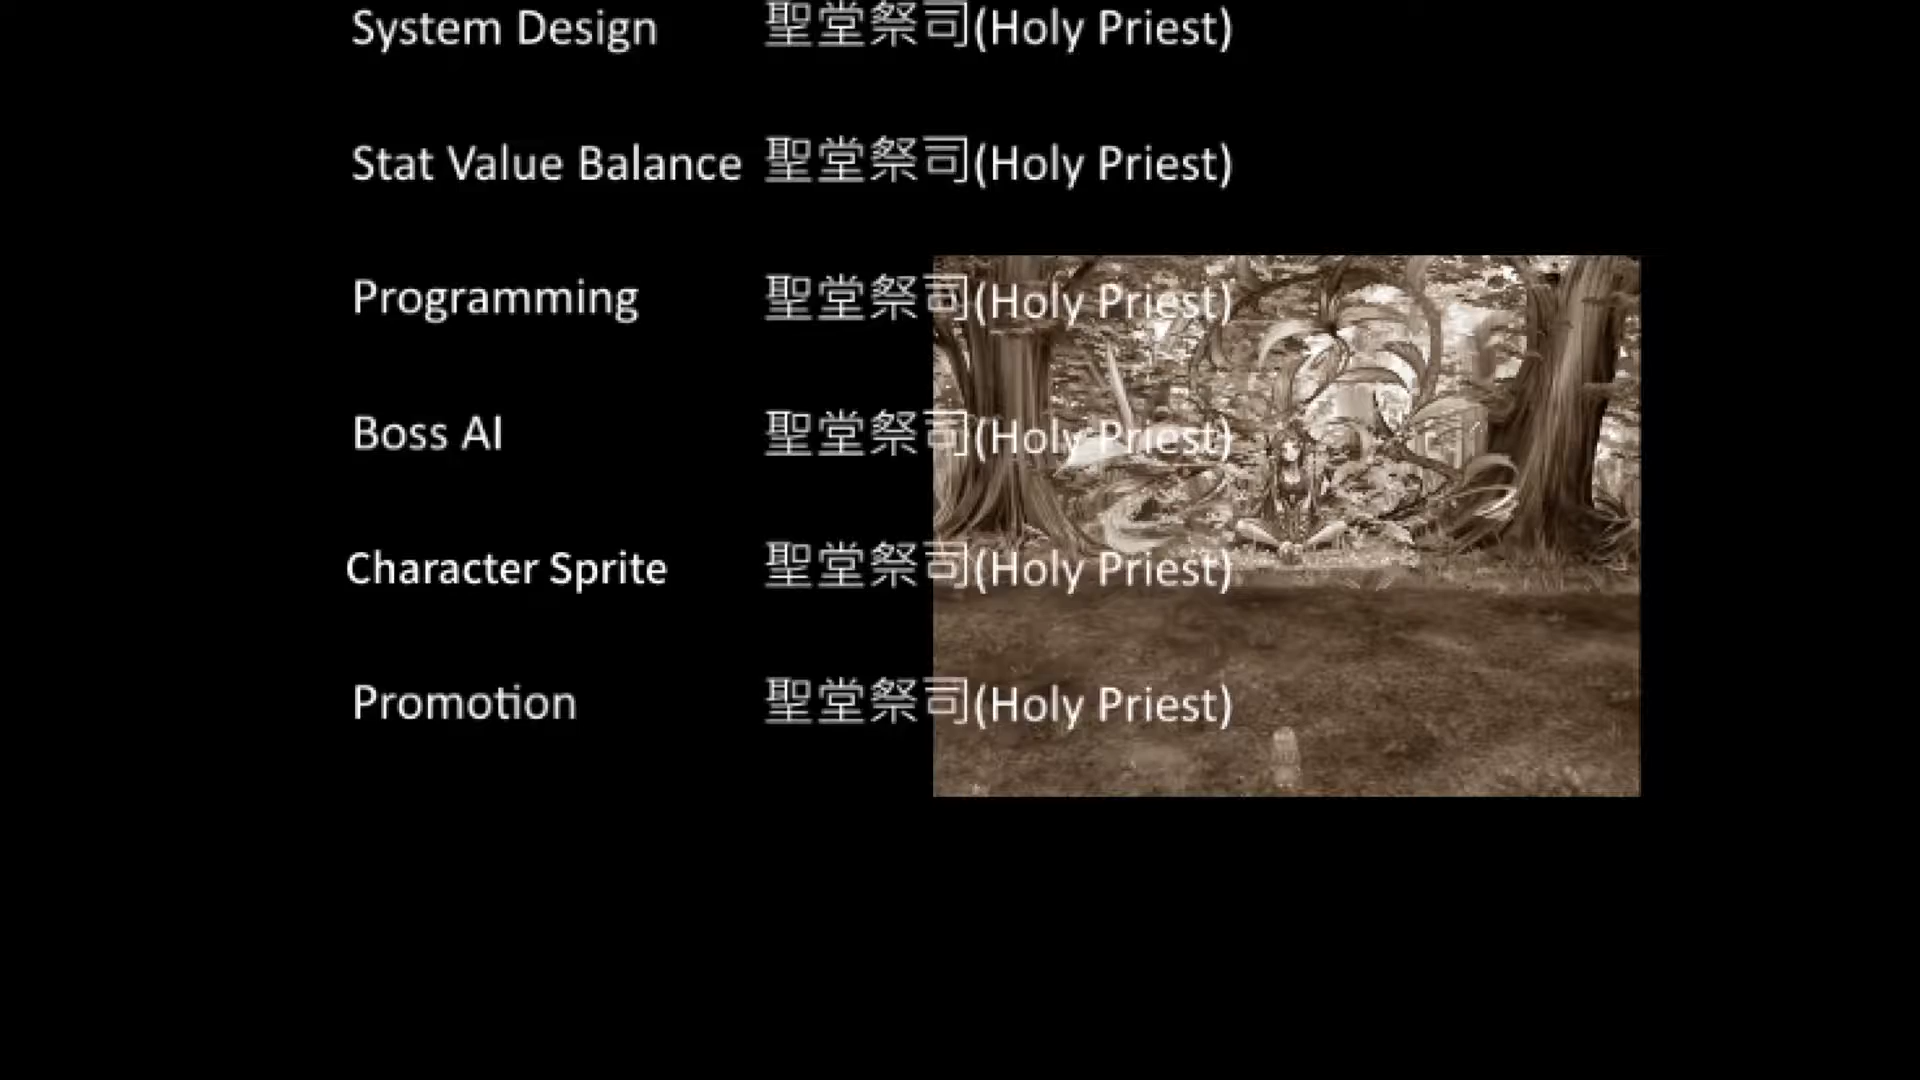 System Design 聖堂祭司(Holy Priest)
Stat Value Balance 聖堂祭司(Holy Priest)
Programming 聖堂祭司(Holy Priest)
Boss AI 聖堂祭司(Holy Priest)
Character Sprite 聖堂祭司(Holy Priest)
Promotion 聖堂祭司(Holy Priest)